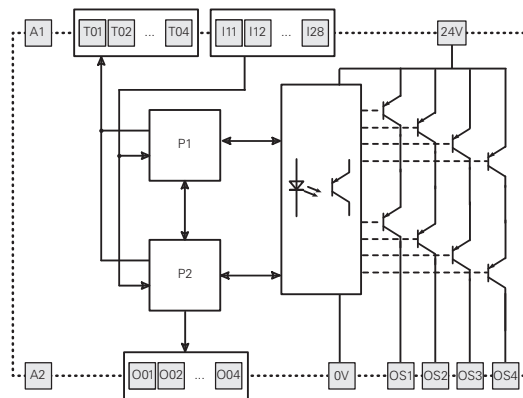 A1 T01 T02 ... T04 I11 I12 ... I28 24V
P1
P2
A2 O01 O02 ... O04 0V OS1 OS2 OS3 OS4